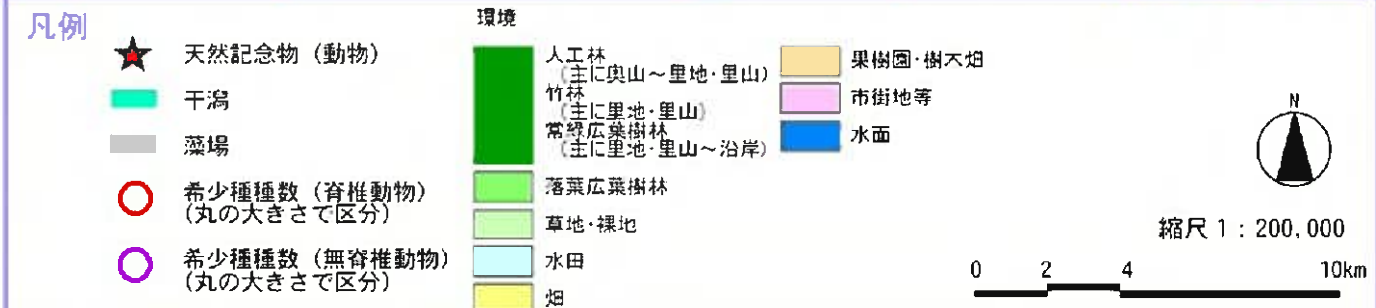 凡例
天然記念物（動物）
干潟
藻場
希少種種数（脊椎動物）
（丸の大きさで区分）
希少種種数（無脊椎動物）
（丸の大きさで区分）
環境
人工林
（主に奥山～里地・里山）
竹林
（主に里地・里山）
常緑広葉樹林
（主に里地・里山～沿岸）
落葉広葉樹林
草地・裸地
水田
畑
果樹園・樹木畑
市街地等
水面
N
縮尺 1：200,000
0 2 4 10km